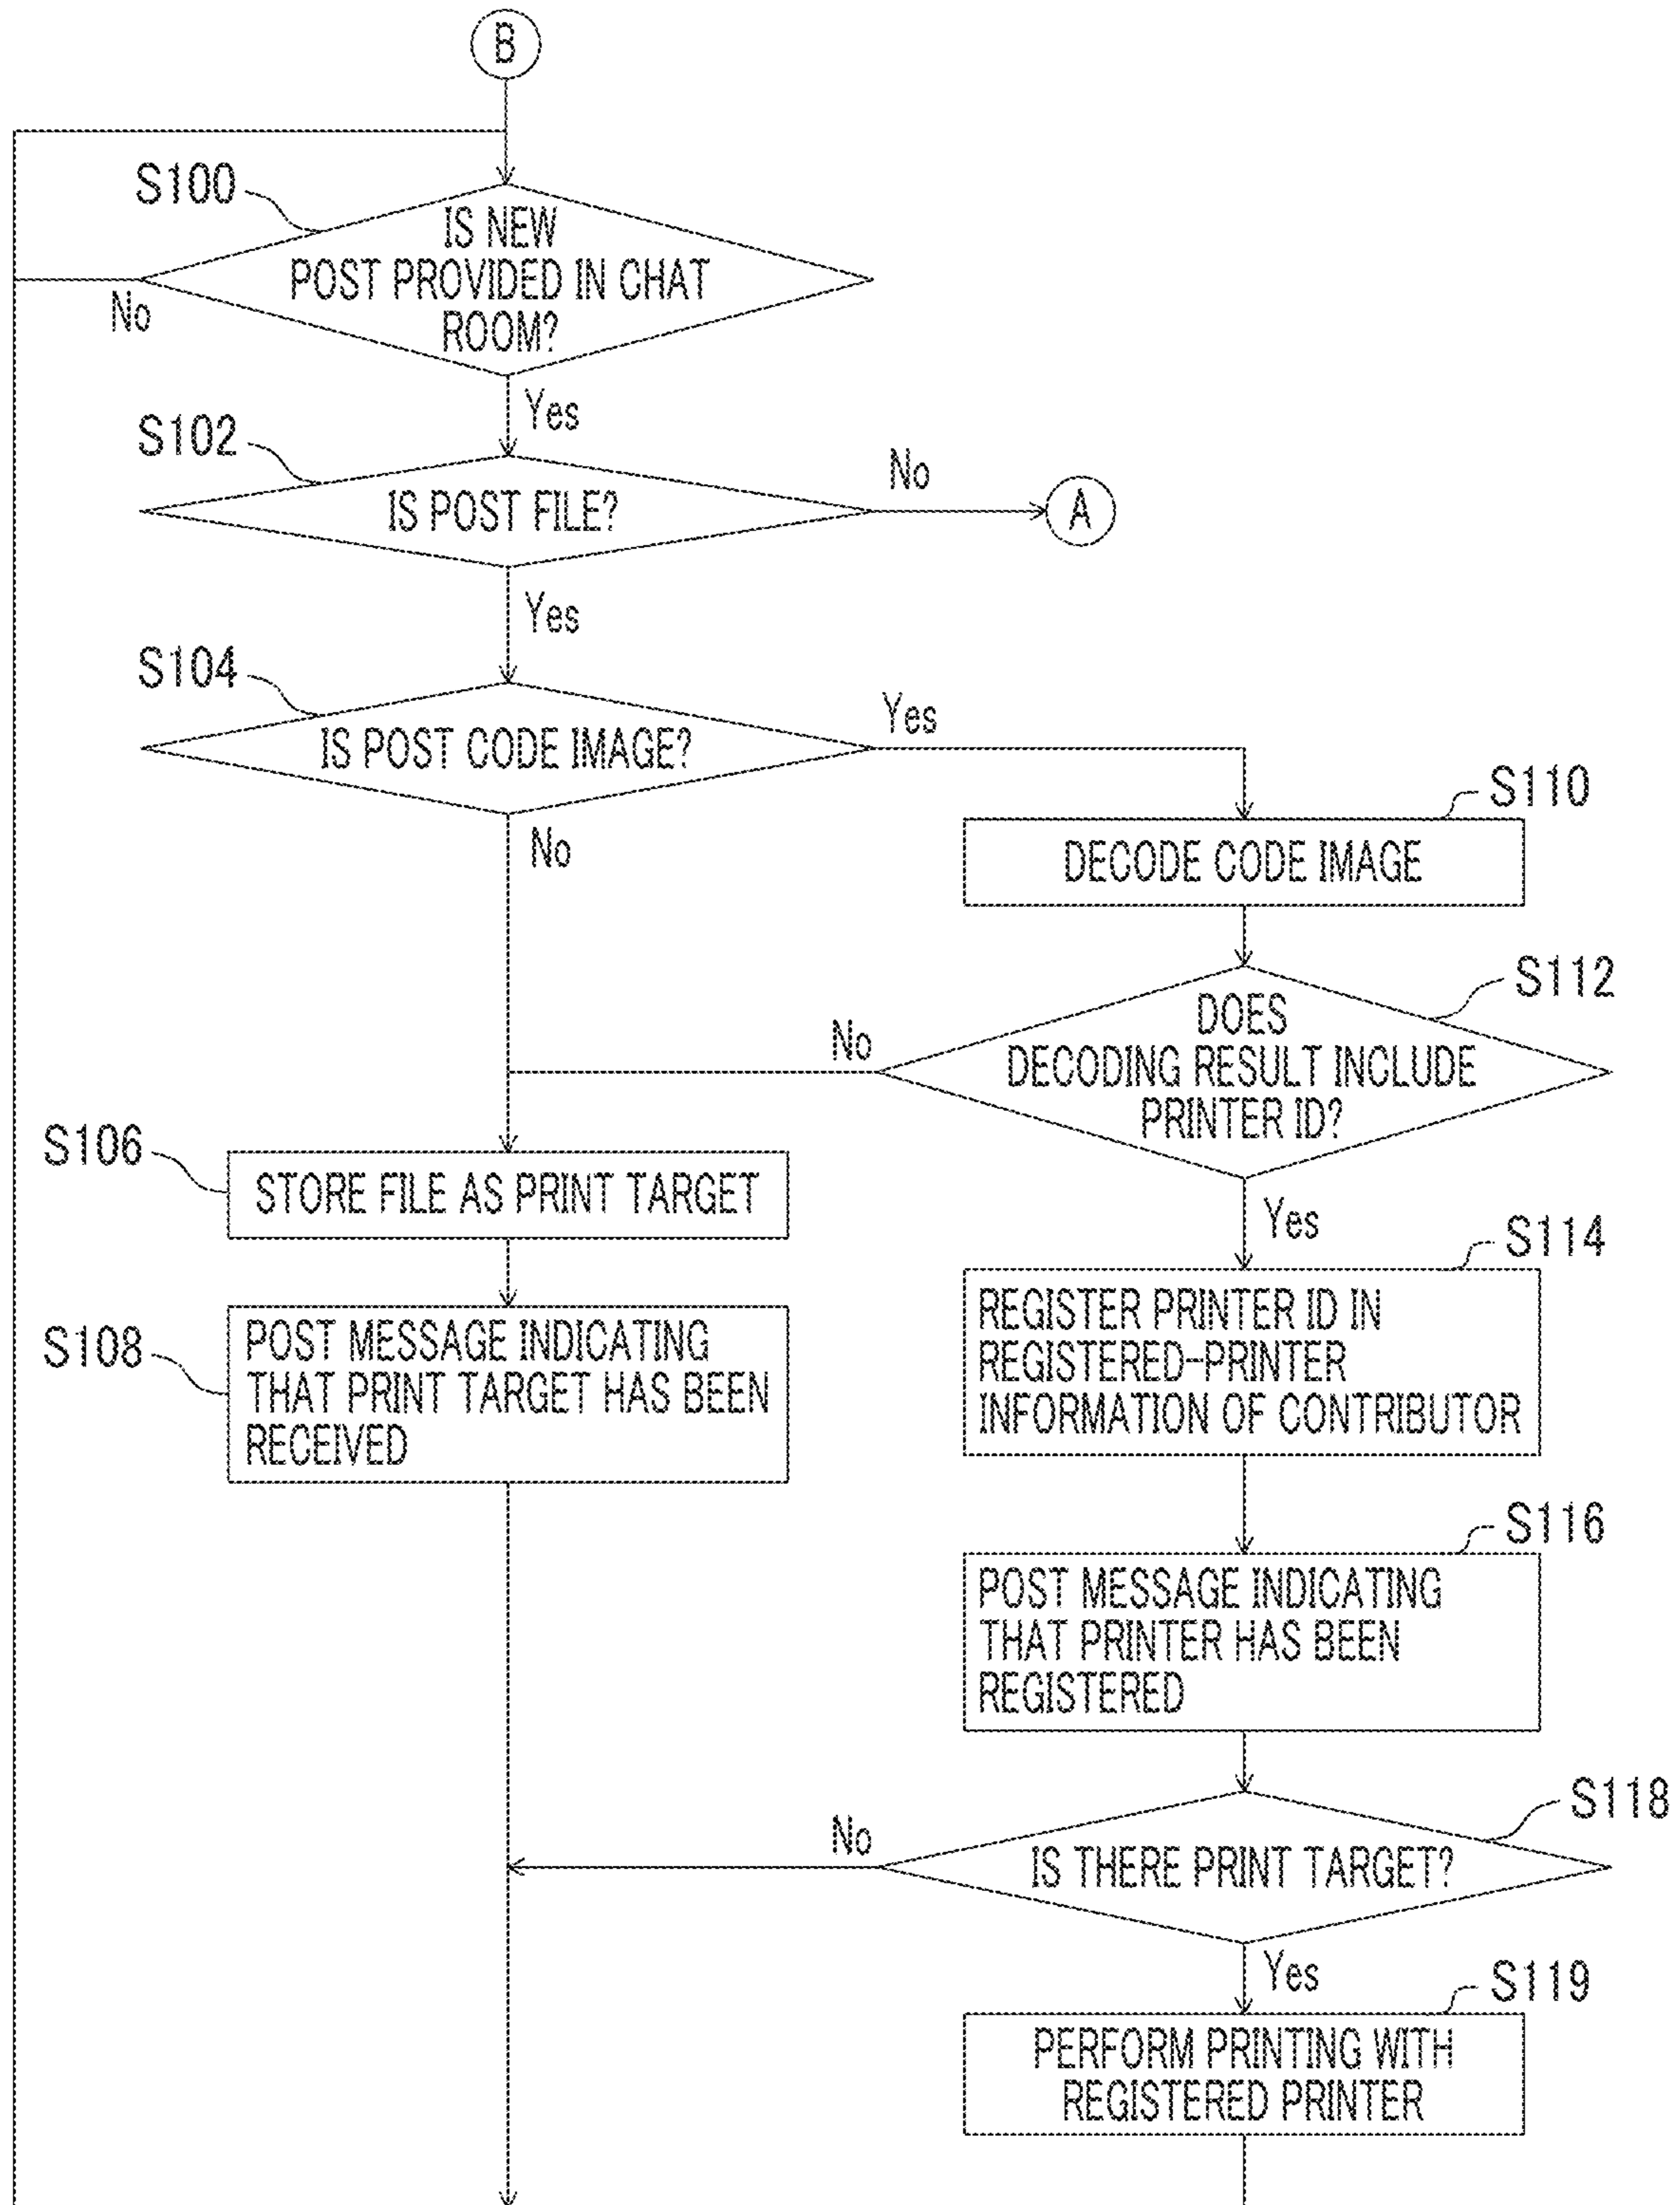 B
S100
IS NEW
POST PROVIDED IN CHAT
ROOM?
No
Yes
S102
IS POST FILE?
No
A
Yes
S104
IS POST CODE IMAGE?
Yes
No
S110
DECODE CODE IMAGE
S112
DOES
DECODING RESULT INCLUDE
PRINTER ID?
No
Yes
S106
STORE FILE AS PRINT TARGET
S108
POST MESSAGE INDICATING
THAT PRINT TARGET HAS BEEN
RECEIVED
S114
REGISTER PRINTER ID IN
REGISTERED-PRINTER
INFORMATION OF CONTRIBUTOR
S116
POST MESSAGE INDICATING
THAT PRINTER HAS BEEN
REGISTERED
S118
IS THERE PRINT TARGET?
No
Yes
S119
PERFORM PRINTING WITH
REGISTERED PRINTER